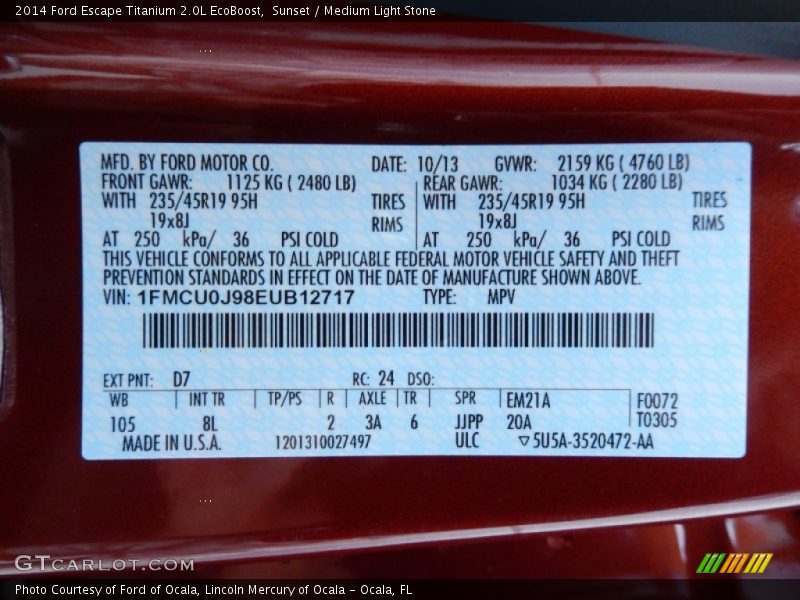 2014 Ford Escape Titanium 2.0L EcoBoost,  Sunset / Medium Light Stone
MFD. BY FORD MOTOR CO. DATE: 10/13 GVWR: 2159 KG ( 4760 LB)
FRONT GAWR: 1125 KG ( 2480 LB) REAR GAWR: 1034 KG ( 2280 LB)
WITH 235/45R19 95H TIRES WITH 235/45R19 95H TIRES
19x8J RIMS 19x8J RIMS
AT 250 kPa/ 36 PSI COLD AT 250 kPa/ 36 PSI COLD
THIS VEHICLE CONFORMS TO ALL APPLICABLE FEDERAL MOTOR VEHICLE SAFETY AND THEFT
PREVENTION STANDARDS IN EFFECT ON THE DATE OF MANUFACTURE SHOWN ABOVE.
VIN: 1FMCU0J98EUB12717 TYPE: MPV
EXT PNT: D7 RC: 24 DSO:
WB INT TR TP/PS R AXLE TR SPR EM21A F0072
105 8L 2 3A 6 JJPP 20A T0305
MADE IN U.S.A. 1201310027497 ULC ▽5U5A-3520472-AA
GTCARLOT.COM
Photo Courtesy of Ford of Ocala, Lincoln Mercury of Ocala – Ocala, FL